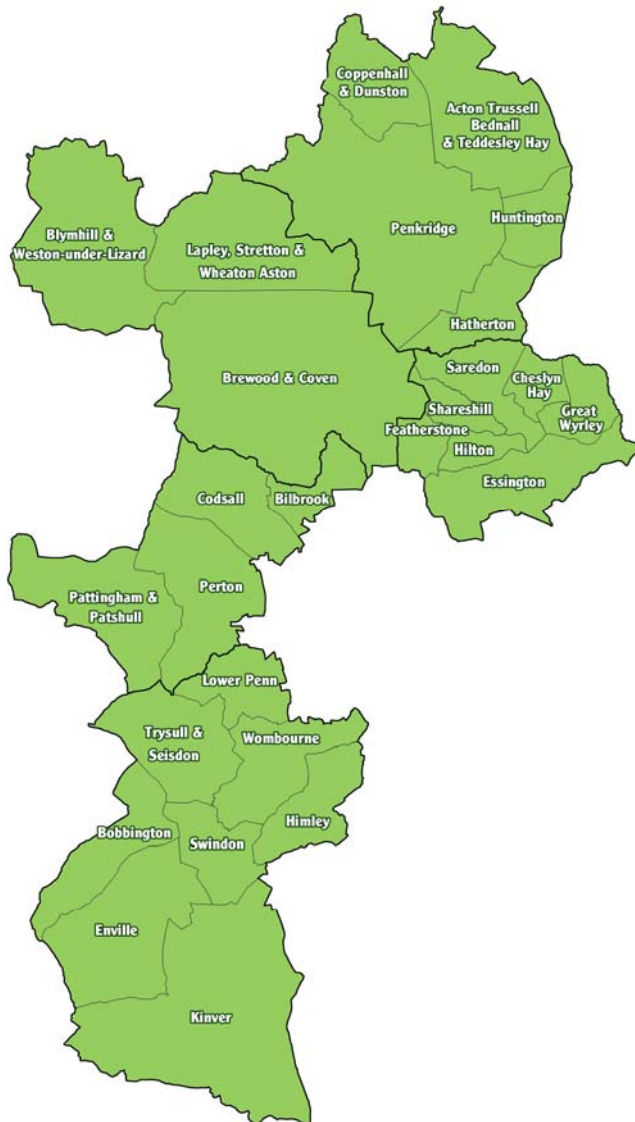 Coppenhall
& Dunston
Acton Trussell
Bednall
& Teddesley Hay
Huntington
Penkridge
Blymhill &
Weston-under-Lizard
Lapley, Stretton &
Wheaton Aston
Hatherton
Saredon
Cheslyn
Hay
Brewood & Coven
Shareshill
Great
Wyrley
Featherstone
Hilton
Essington
Codsall
Bilbrook
Perton
Pattingham &
Patshull
Lower Penn
Trysull &
Seisdon
Wombourne
Himley
Bobbington
Swindon
Enville
Kinver